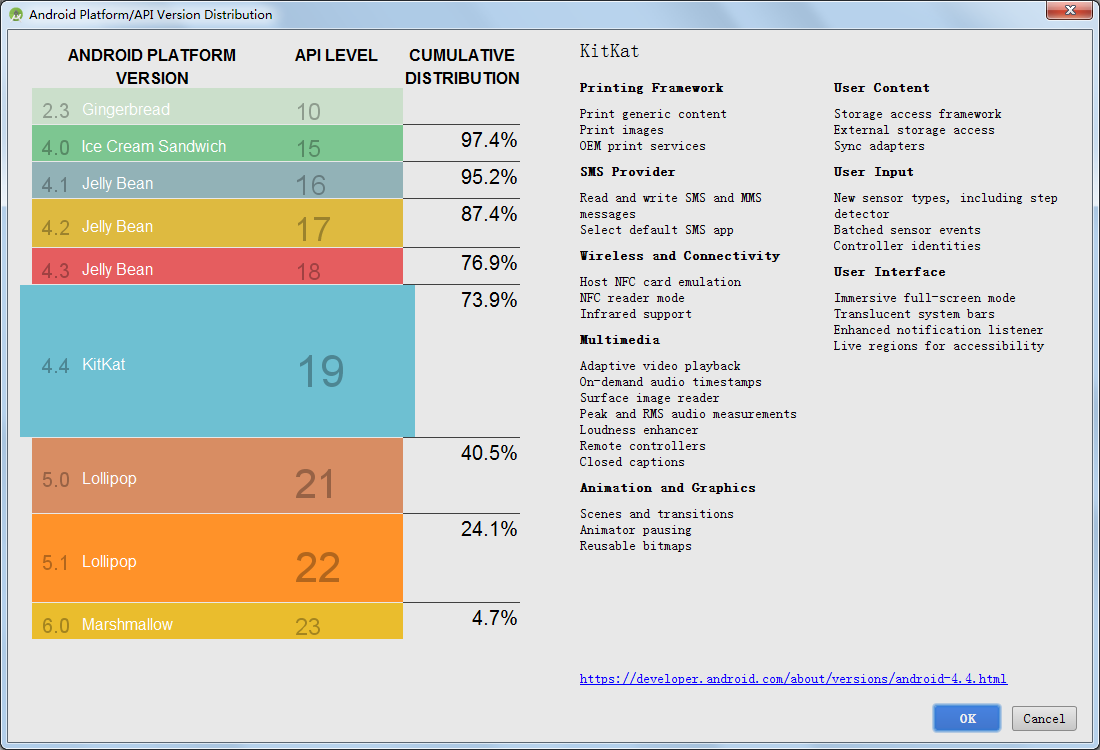 Android Platform/API Version Distribution
ANDROID PLATFORM
VERSION
API LEVEL
CUMULATIVE
DISTRIBUTION
2.3 Gingerbread 10
4.0 Ice Cream Sandwich 15
97.4%
4.1 Jelly Bean 16
95.2%
4.2 Jelly Bean 17
87.4%
4.3 Jelly Bean 18
76.9%
4.4 KitKat 19
73.9%
5.0 Lollipop 21
40.5%
5.1 Lollipop 22
24.1%
6.0 Marshmallow 23
4.7%
KitKat
Printing Framework
Print generic content
Print images
OEM print services
SMS Provider
Read and write SMS and MMS
messages
Select default SMS app
Wireless and Connectivity
Host NFC card emulation
NFC reader mode
Infrared support
Multimedia
Adaptive video playback
On-demand audio timestamps
Surface image reader
Peak and RMS audio measurements
Loudness enhancer
Remote controllers
Closed captions
Animation and Graphics
Scenes and transitions
Animator pausing
Reusable bitmaps
User Content
Storage access framework
External storage access
Sync adapters
User Input
New sensor types, including step
detector
Batched sensor events
Controller identities
User Interface
Immersive full-screen mode
Translucent system bars
Enhanced notification listener
Live regions for accessibility
https://developer.android.com/about/versions/android-4.4.html
OK
Cancel